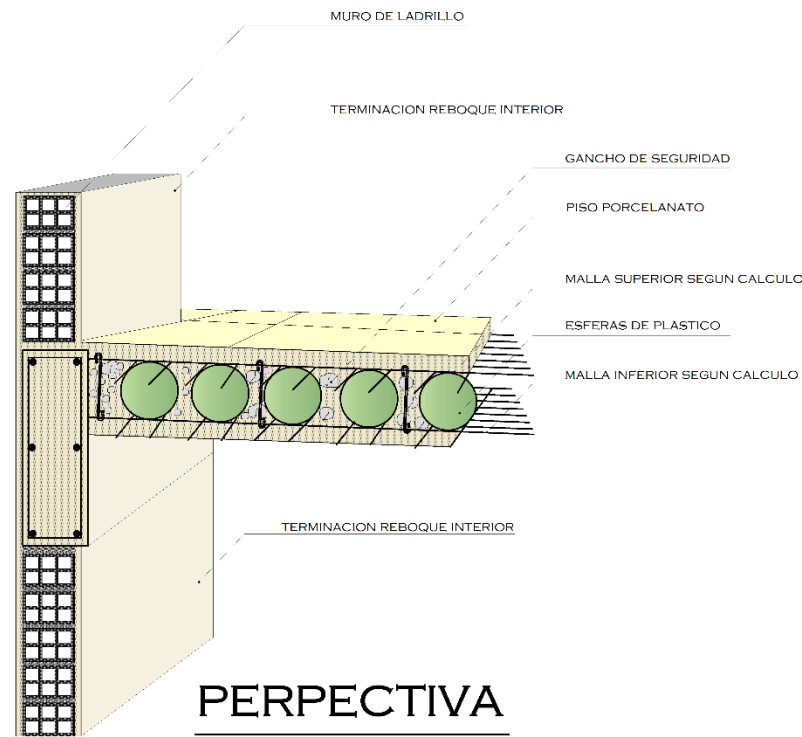 MURO DE LADRILLO
TERMINACION REBOQUE INTERIOR
GANCHO DE SEGURIDAD
PISO PORCELANATO
MALLA SUPERIOR SEGUN CALCULO
ESFERAS DE PLASTICO
MALLA INFERIOR SEGUN CALCULO
TERMINACION REBOQUE INTERIOR
PERPECTIVA